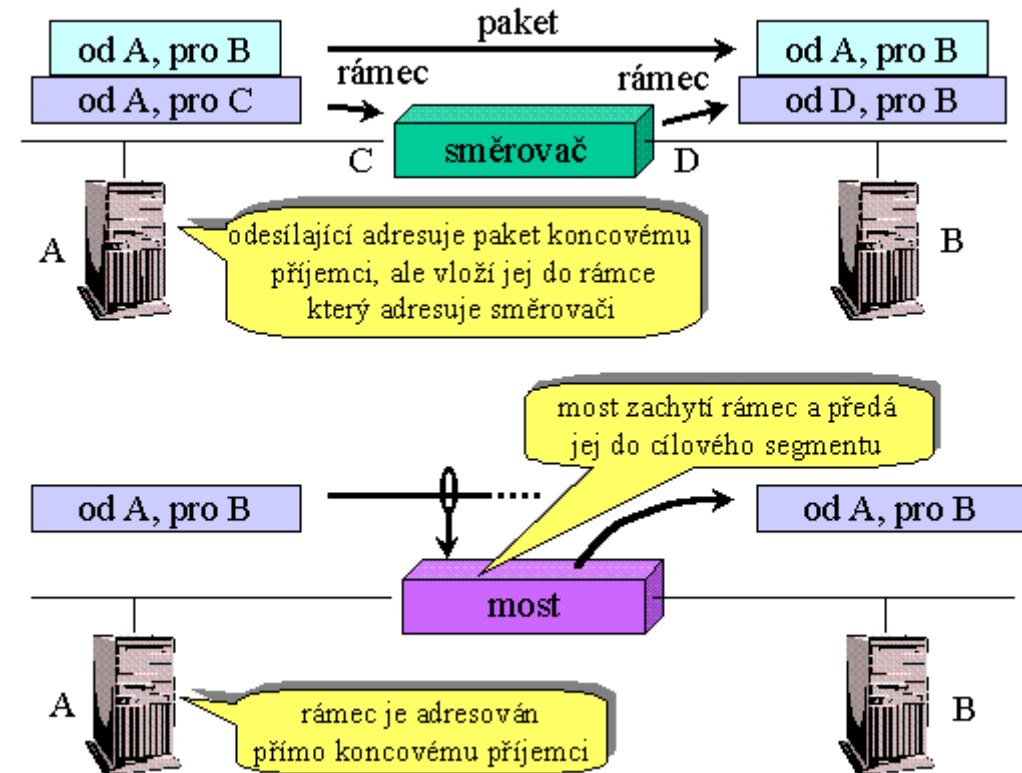 od A, pro B
paket
od A, pro B
od A, pro C
rámec
rámec
od D, pro B
C
směrovač
D
A
odesílající adresuje paket koncovému
příjemci, ale vloží jej do rámce
který adresuje směrovači
B
most zachytí rámec a předá
jej do cílového segmentu
od A, pro B
od A, pro B
most
A
rámec je adresován
přímo koncovému příjemci
B